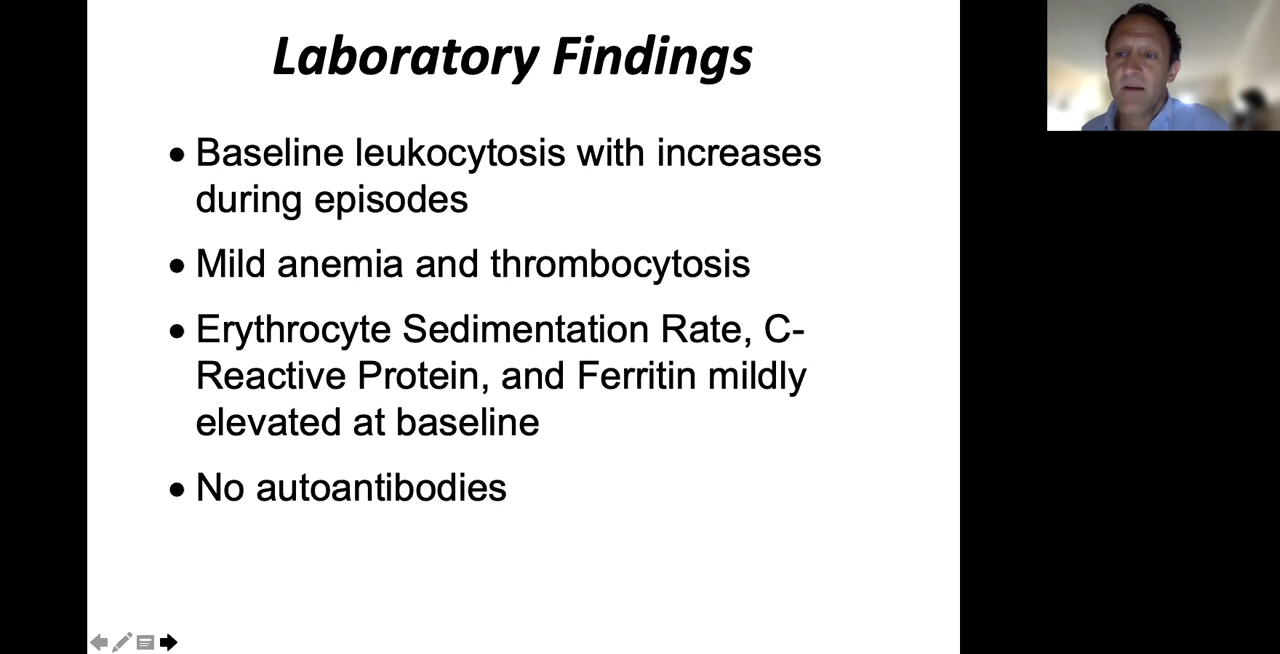 Laboratory Findings
• Baseline leukocytosis with increases
during episodes
• Mild anemia and thrombocytosis
• Erythrocyte Sedimentation Rate, C-
Reactive Protein, and Ferritin mildly
elevated at baseline
• No autoantibodies